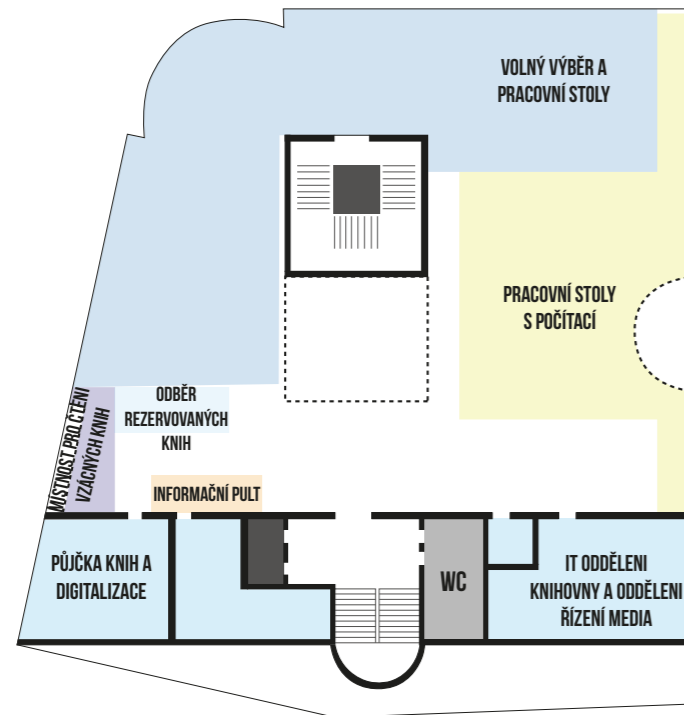 VOLNÝ VÝBĚR A
PRACOVNÍ STOLY
PRACOVNÍ STOLY
S POČÍTACÍ
ODBĚR
REZERVOVANÝCH
KNIH
MÍSTNOST PRO ČTĚNÍ
VZÁCNÝCH KNIH
INFORMAČNÍ PULT
PŮJČKA KNIH A
DIGITALIZACE
WC
IT ODDĚLENI
KNIHOVNY A ODDĚLENI
ŘÍZENÍ MEDIA